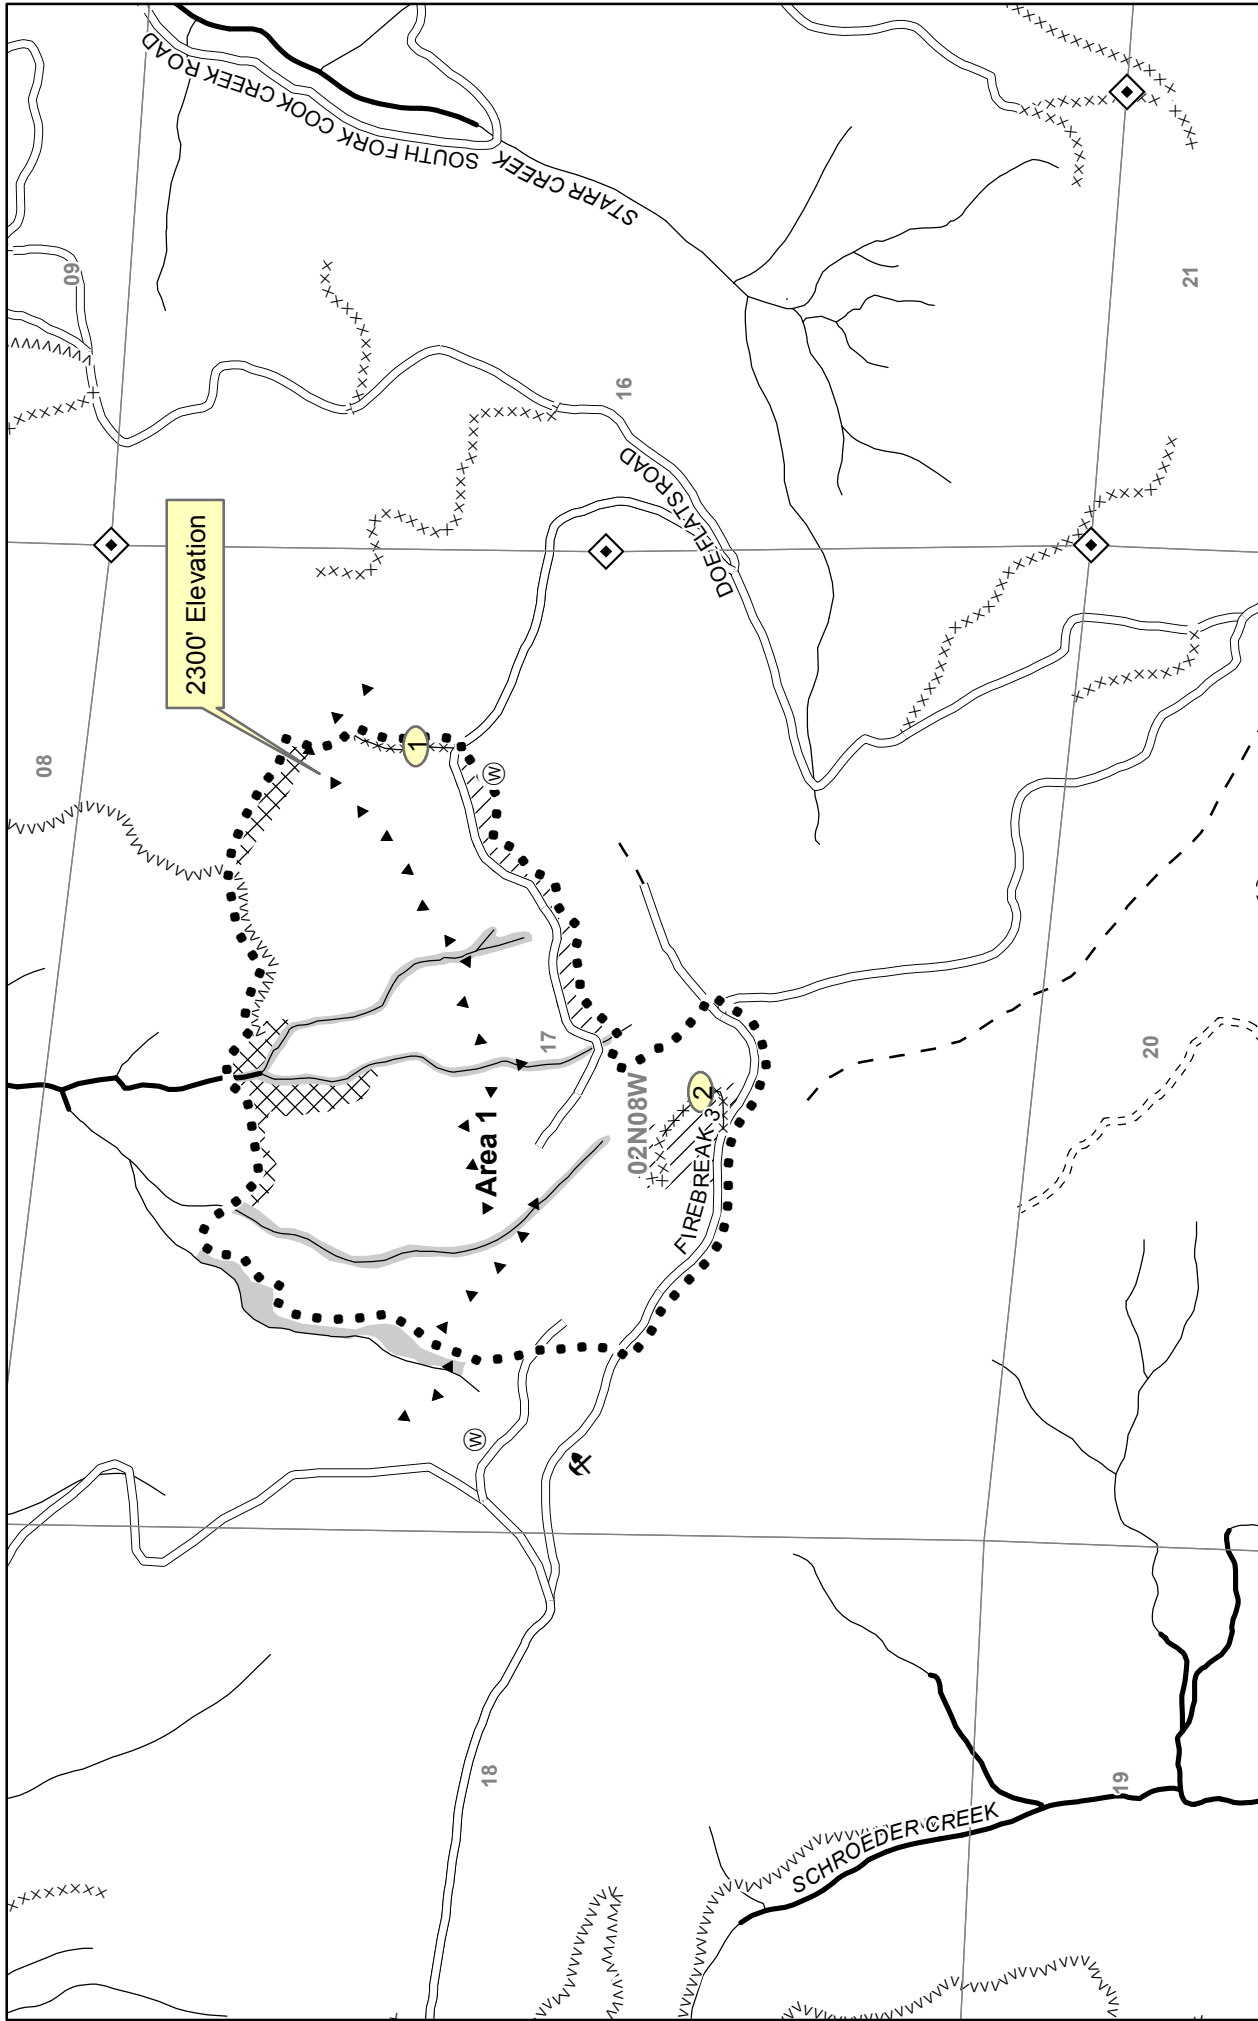 SOUTH FORK COOK CREEK ROAD
STARR CREEK
09
21
16
DOE FLATS ROAD
2300' Elevation
08
1
W
17
02N08W
2
FIREBREAK 3
Area 1
20
W
18
19
SCHROEDER CREEK